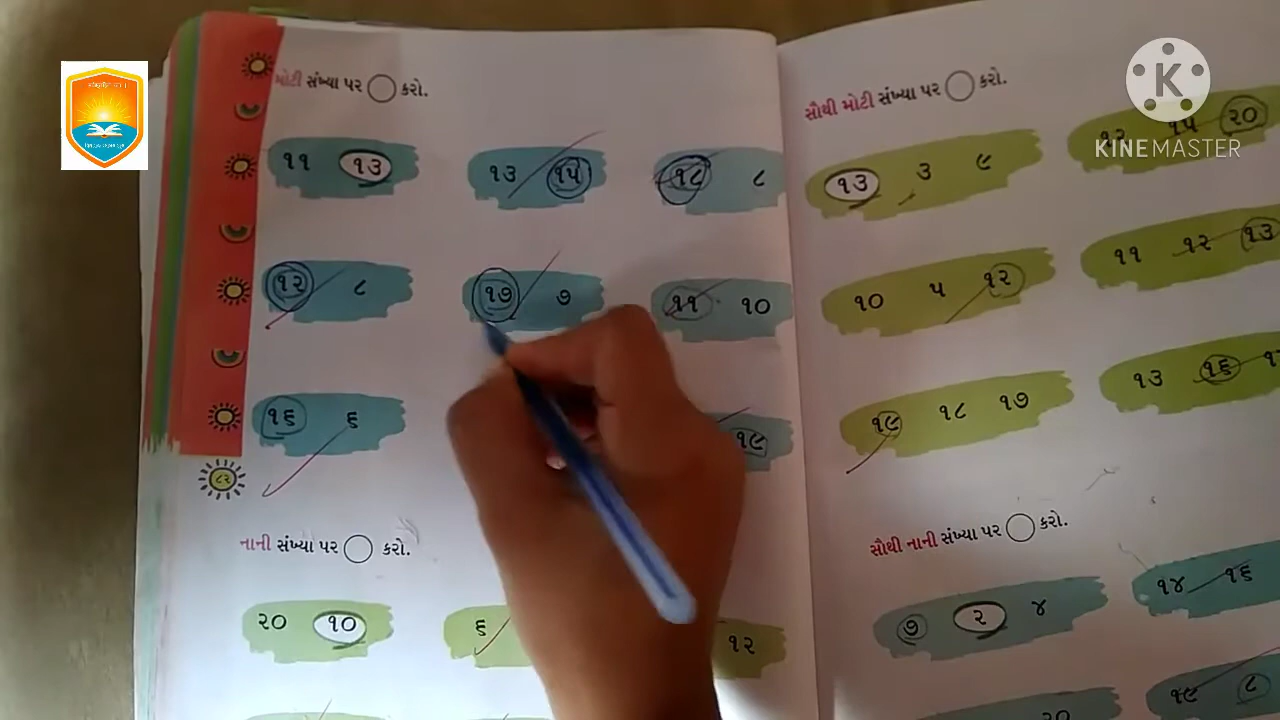 મોટી સંખ્યા પર કરો.
૧૧ ૧૩
૧૩ ૧૫
૧૮ ૮
૧૨ ૮
૧૭ ૭
૧૧ ૧૦
૧૬ ૬
૧૯
૮૨
નાની સંખ્યા પર કરો.
૨૦ ૧૦
૬
૧૨
સૌથી મોટી સંખ્યા પર કરો.
૧૩ ૩ ૯
૧૨ ૧૫ ૨૦
૧૦ ૫ ૧૨
૧૧ ૧૨ ૧૩
૧૯ ૧૮ ૧૭
૧૩ ૧૬
સૌથી નાની સંખ્યા પર કરો.
૭ ૨ ૪
૧૪ ૧૬
૧૯ ૮
K
KINEMASTER